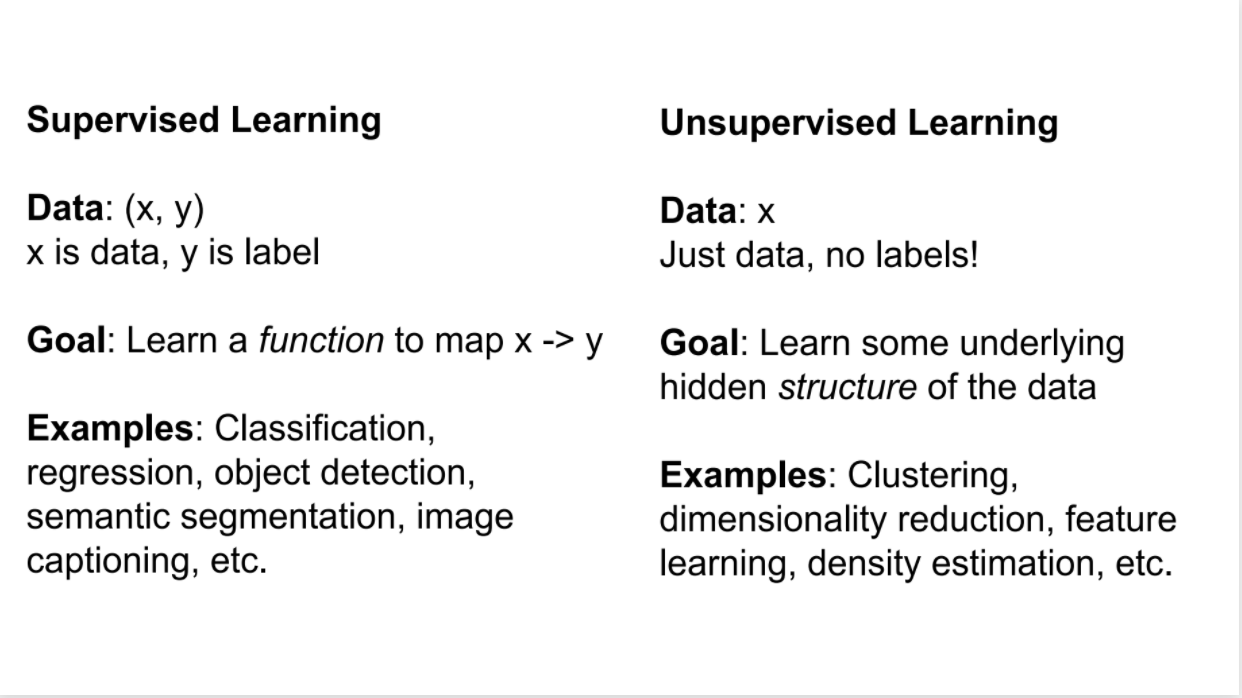 Supervised Learning
Data: (x, y)
x is data, y is label
Goal: Learn a function to map x -> y
Examples: Classification,
regression, object detection,
semantic segmentation, image
captioning, etc.
Unsupervised Learning
Data: x
Just data, no labels!
Goal: Learn some underlying
hidden structure of the data
Examples: Clustering,
dimensionality reduction, feature
learning, density estimation, etc.